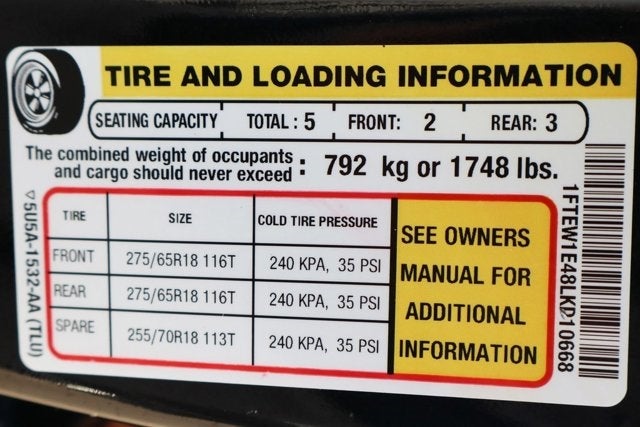 TIRE AND LOADING INFORMATION
SEATING CAPACITY TOTAL : 5 FRONT: 2 REAR: 3
The combined weight of occupants
and cargo should never exceed : 792 kg or 1748 lbs.
TIRE SIZE COLD TIRE PRESSURE
FRONT 275/65R18 116T 240 KPA, 35 PSI
REAR 275/65R18 116T 240 KPA, 35 PSI
SPARE 255/70R18 113T 240 KPA, 35 PSI
SEE OWNERS
MANUAL FOR
ADDITIONAL
INFORMATION
▽5U5A-1532-AA (TLU)
1FTEW1E48LKD10668